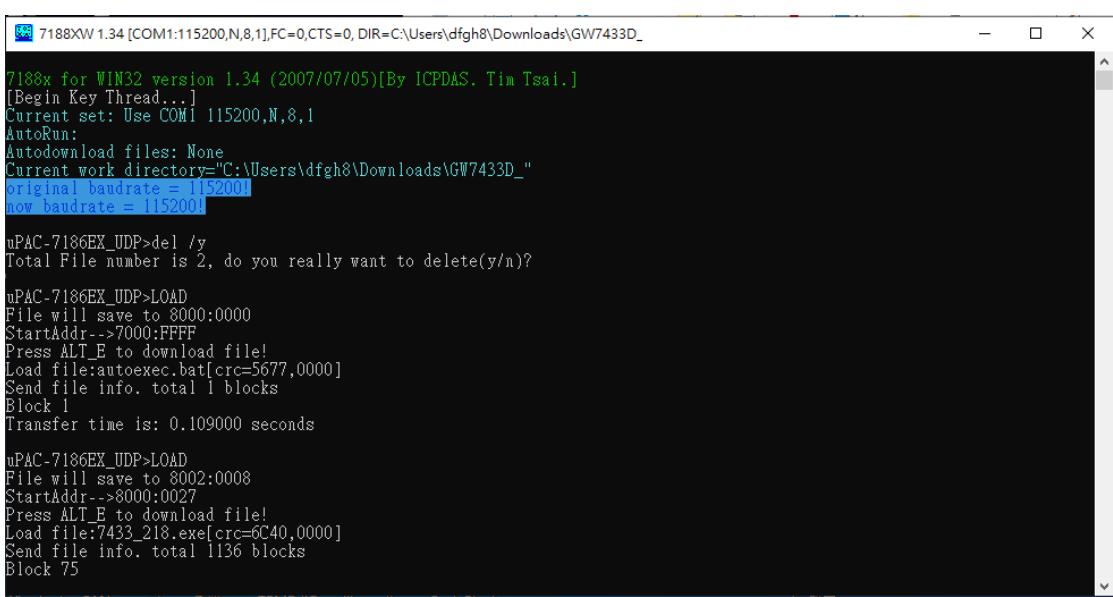 7188XW 1.34 [COM1:115200,N,8,1],FC=0,CTS=0, DIR=C:\Users\dfgh8\Downloads\GW7433D_
7188x for WIN32 version 1.34 (2007/07/05)[By ICPDAS. Tim Tsai.]
[Begin Key Thread...]
Current set: Use COM1 115200,N,8,1
AutoRun:
Autodownload files: None
Current work directory="C:\Users\dfgh8\Downloads\GW7433D_"
original baudrate = 115200!
now baudrate = 115200!
uPAC-7186EX_UDP>del /y
Total File number is 2, do you really want to delete(y/n)?
uPAC-7186EX_UDP>LOAD
File will save to 8000:0000
StartAddr-->7000:FFFF
Press ALT_E to download file!
Load file:autoexec.bat[crc=5677,0000]
Send file info. total 1 blocks
Block 1
Transfer time is: 0.109000 seconds
uPAC-7186EX_UDP>LOAD
File will save to 8002:0008
StartAddr-->8000:0027
Press ALT_E to download file!
Load file:7433_218.exe[crc=6C40,0000]
Send file info. total 1136 blocks
Block 75